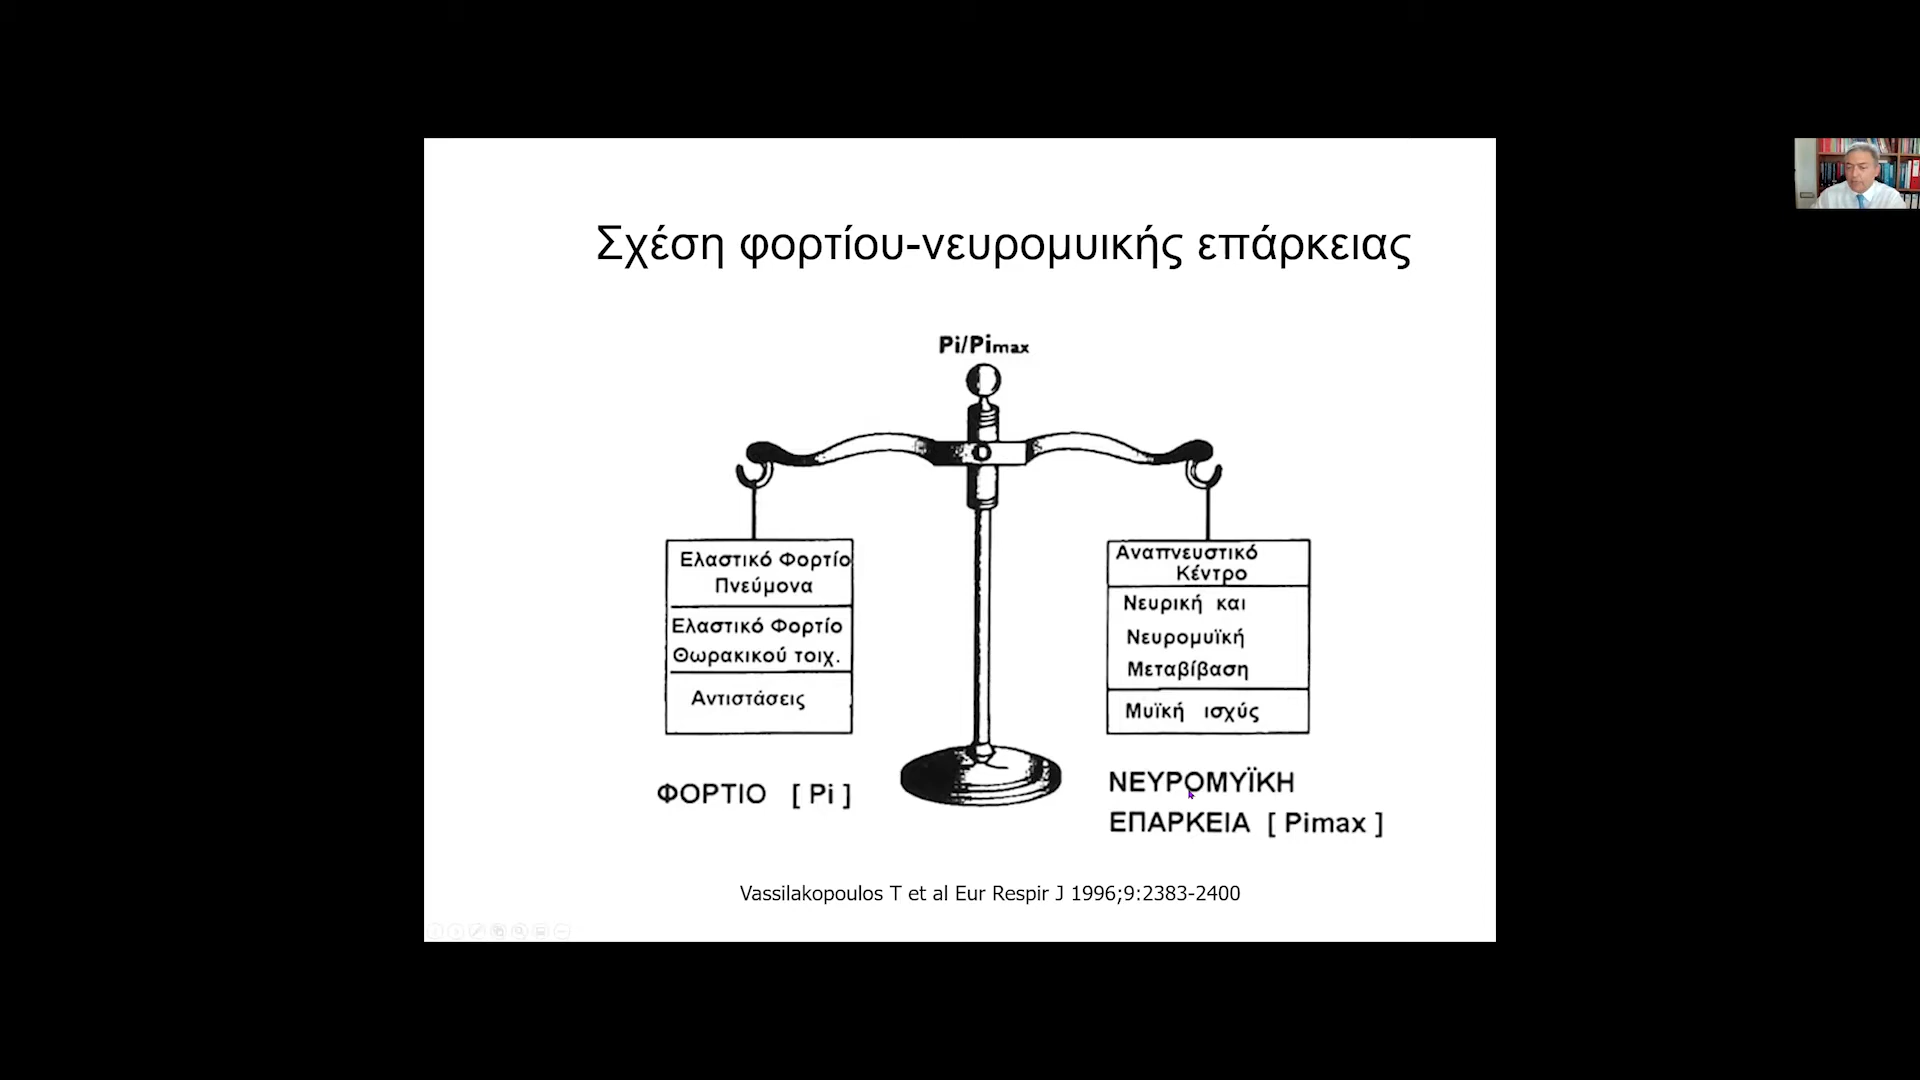 Σχέση φορτίου-νευρομυικής επάρκειας
Pi/Pimax
Ελαστικό Φορτίο
Πνεύμονα
Ελαστικό Φορτίο
Θωρακικού τοιχ.
Αντιστάσεις
ΦΟΡΤΙΟ [ Pi ]
Αναπνευστικό
Κέντρο
Νευρική και
Νευρομυϊκή
Μεταβίβαση
Μυϊκή ισχύς
ΝΕΥΡΟΜΥΪΚΗ
ΕΠΑΡΚΕΙΑ [ Pimax ]
Vassilakopoulos T et al Eur Respir J 1996;9:2383-2400